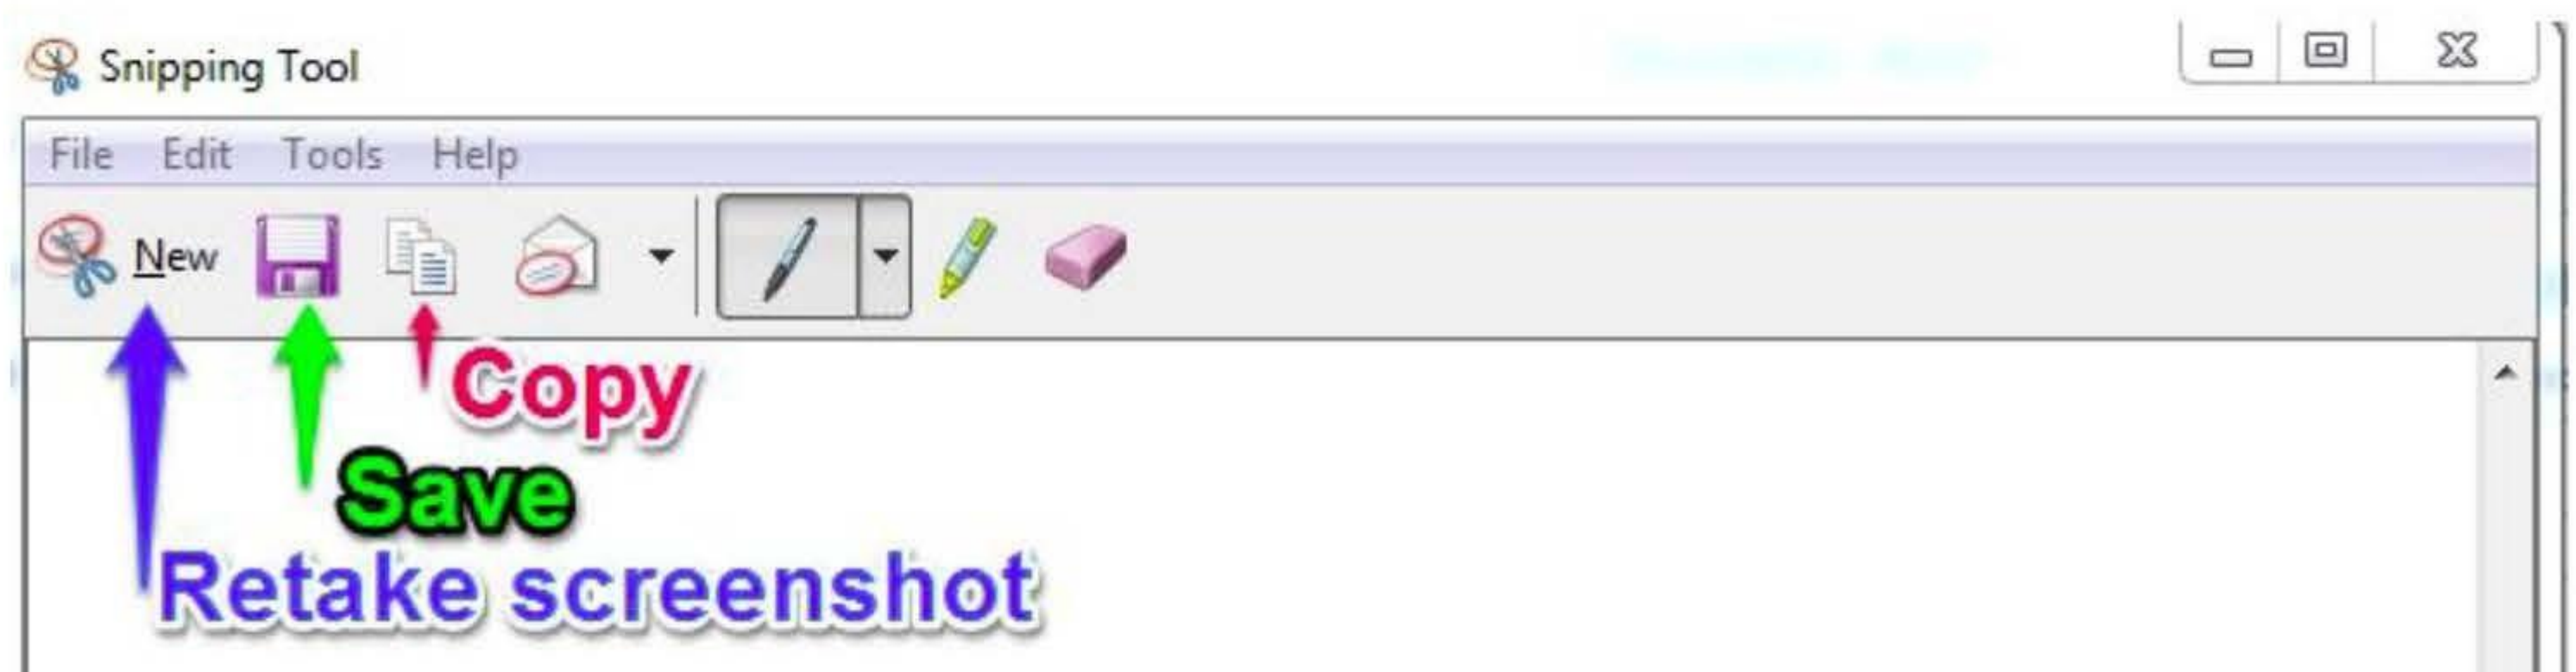 Snipping Tool
File Edit Tools Help
New
Copy
Save
Retake screenshot